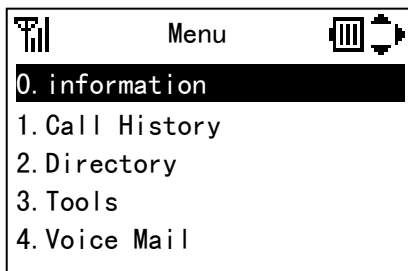 Menu
0.information
1.Call History
2.Directory
3.Tools
4.Voice Mail